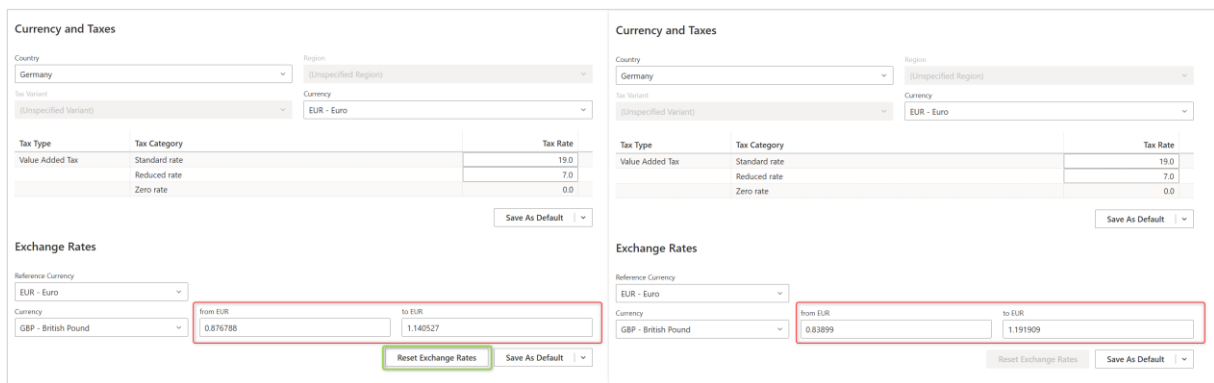 Currency and Taxes
Country
Region
Germany
(Unspecified Region)
Tax Variant
Currency
(Unspecified Variant)
EUR - Euro
Tax Type Tax Category Tax Rate
Value Added Tax Standard rate 19.0
Reduced rate 7.0
Zero rate 0.0
Save As Default
Exchange Rates
Reference Currency
EUR - Euro
Currency from EUR to EUR
GBP - British Pound 0.876788 1.140527
Reset Exchange Rates Save As Default
Currency and Taxes
Country
Region
Germany
(Unspecified Region)
Tax Variant
Currency
(Unspecified Variant)
EUR - Euro
Tax Type Tax Category Tax Rate
Value Added Tax Standard rate 19.0
Reduced rate 7.0
Zero rate 0.0
Save As Default
Exchange Rates
Reference Currency
EUR - Euro
Currency from EUR to EUR
GBP - British Pound 0.83899 1.191909
Reset Exchange Rates Save As Default